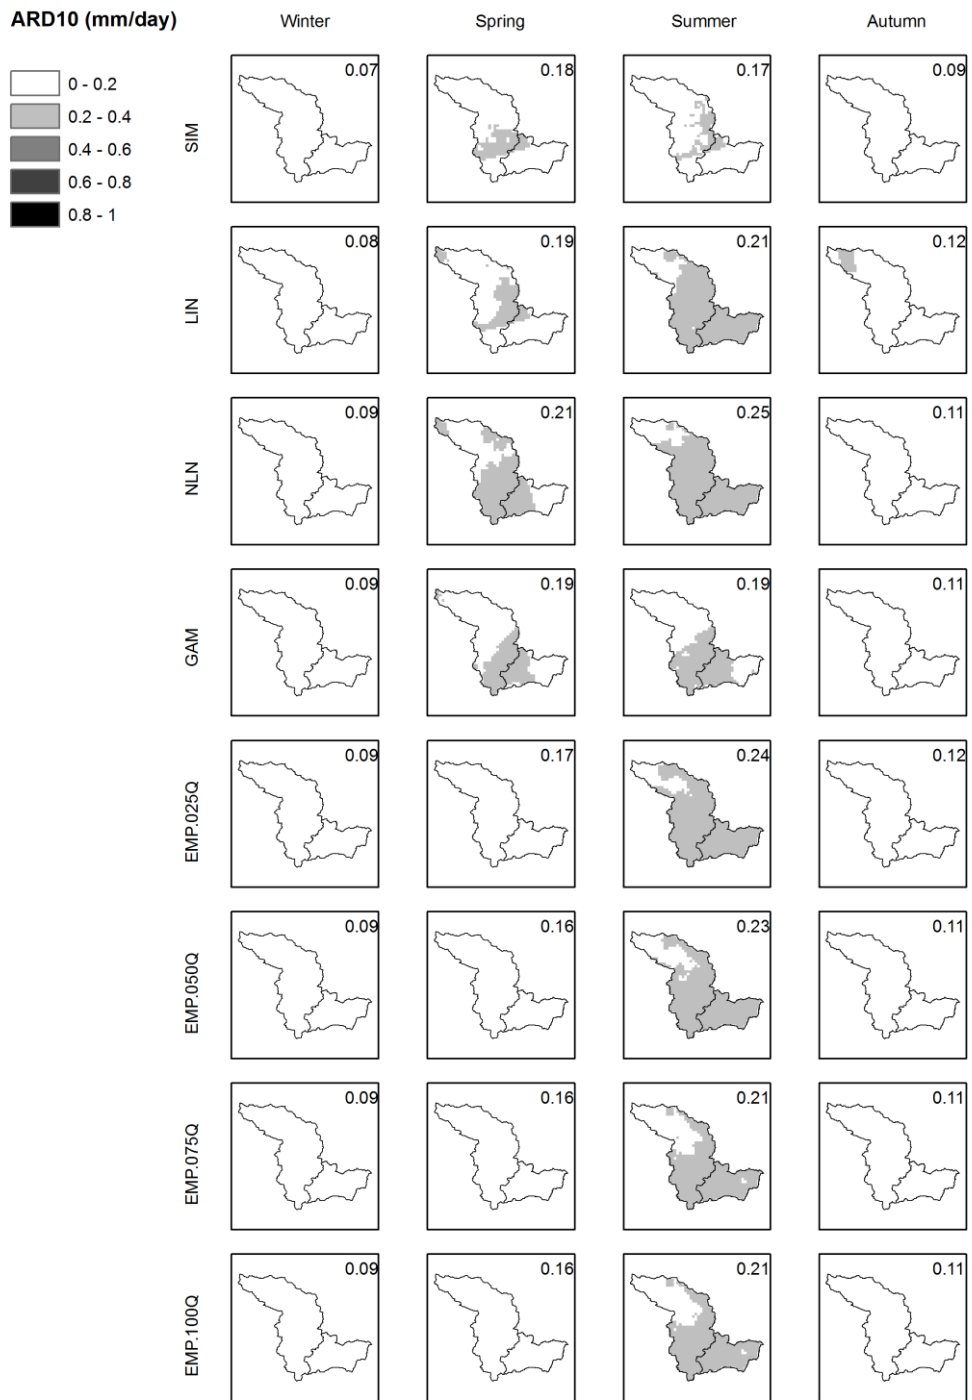 ARD10 (mm/day)
Winter Spring Summer Autumn
0 - 0.2
0.2 - 0.4
0.4 - 0.6
0.6 - 0.8
0.8 - 1
SIM
0.07 0.18 0.17 0.09
LIN
0.08 0.19 0.21 0.12
NLN
0.09 0.21 0.25 0.11
GAM
0.09 0.19 0.19 0.11
EMP.025Q
0.09 0.17 0.24 0.12
EMP.050Q
0.09 0.16 0.23 0.11
EMP.075Q
0.09 0.16 0.21 0.11
EMP.100Q
0.09 0.16 0.21 0.11